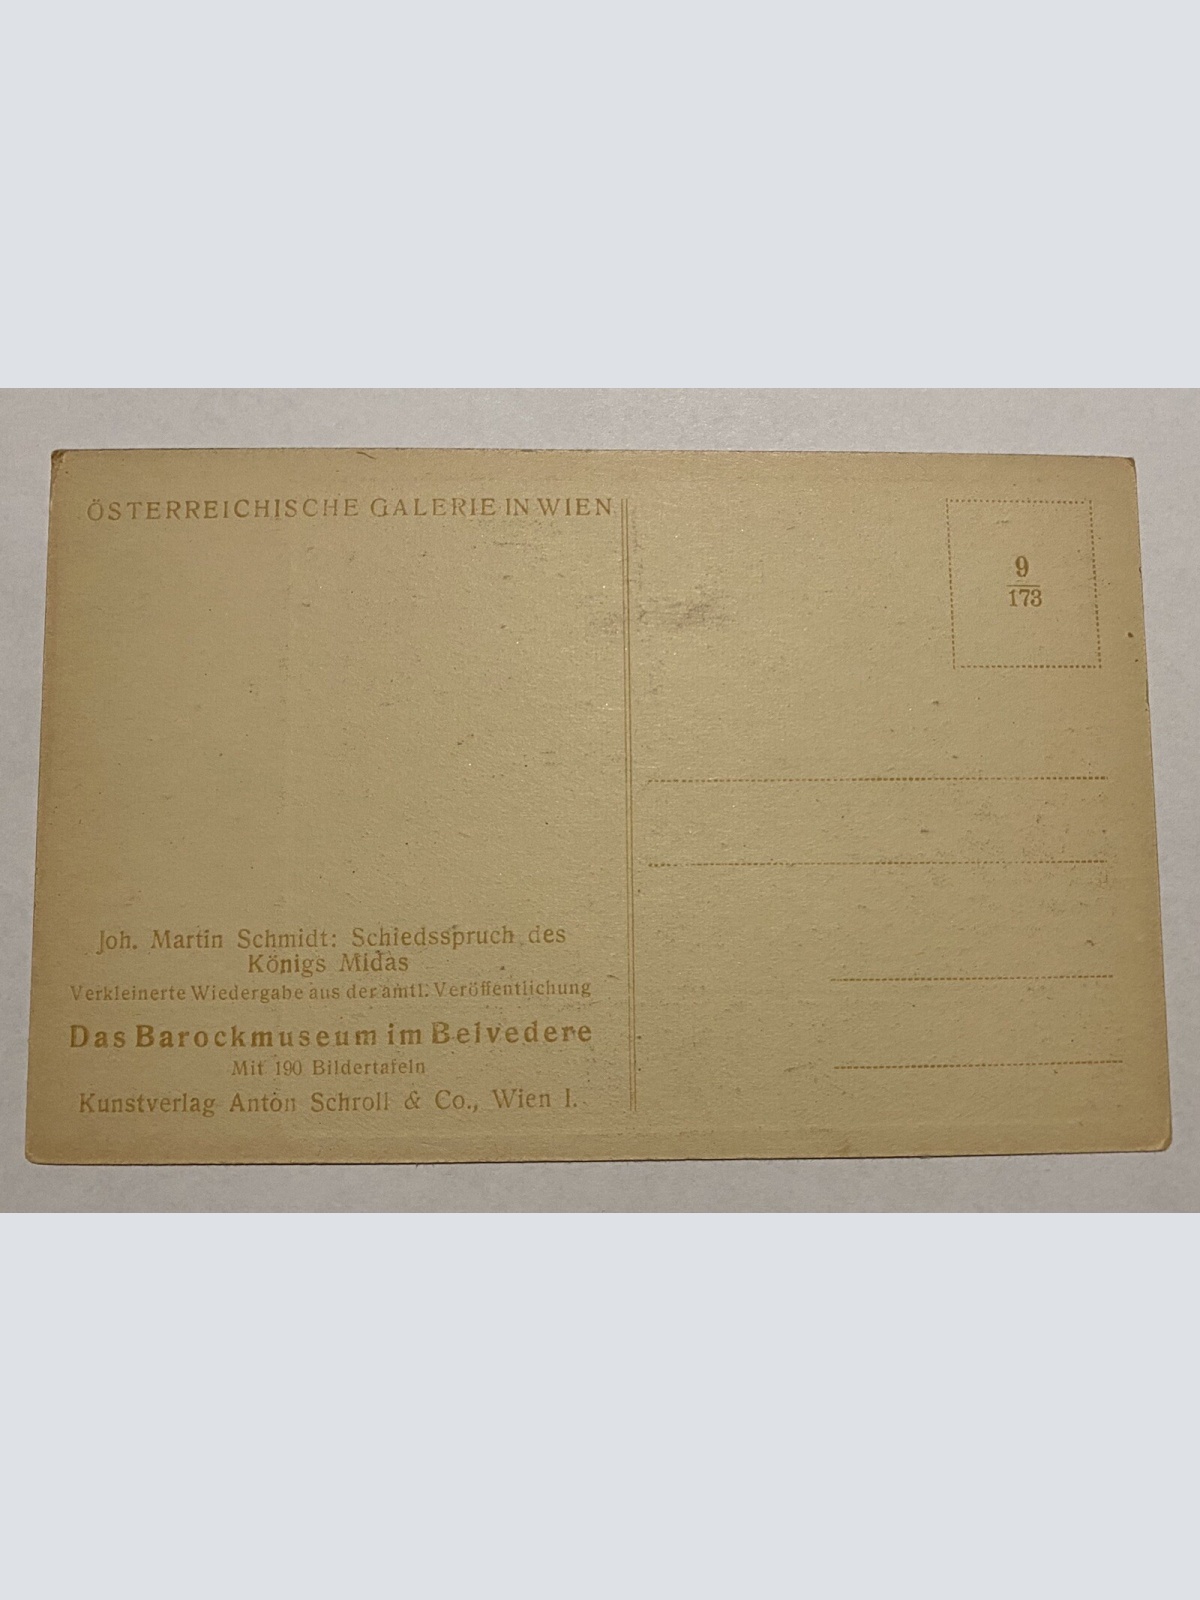 ÖSTERREICHISCHE GALERIE IN WIEN
9
173
Joh. Martin Schmidt: Schiedsspruch des
Königs Midas
Verkleinerte Wiedergabe aus der amtl. Veröffentlichung
Das Barockmuseum im Belvedere
Mit 190 Bildertafeln
Kunstverlag Anton Schroll & Co., Wien I.